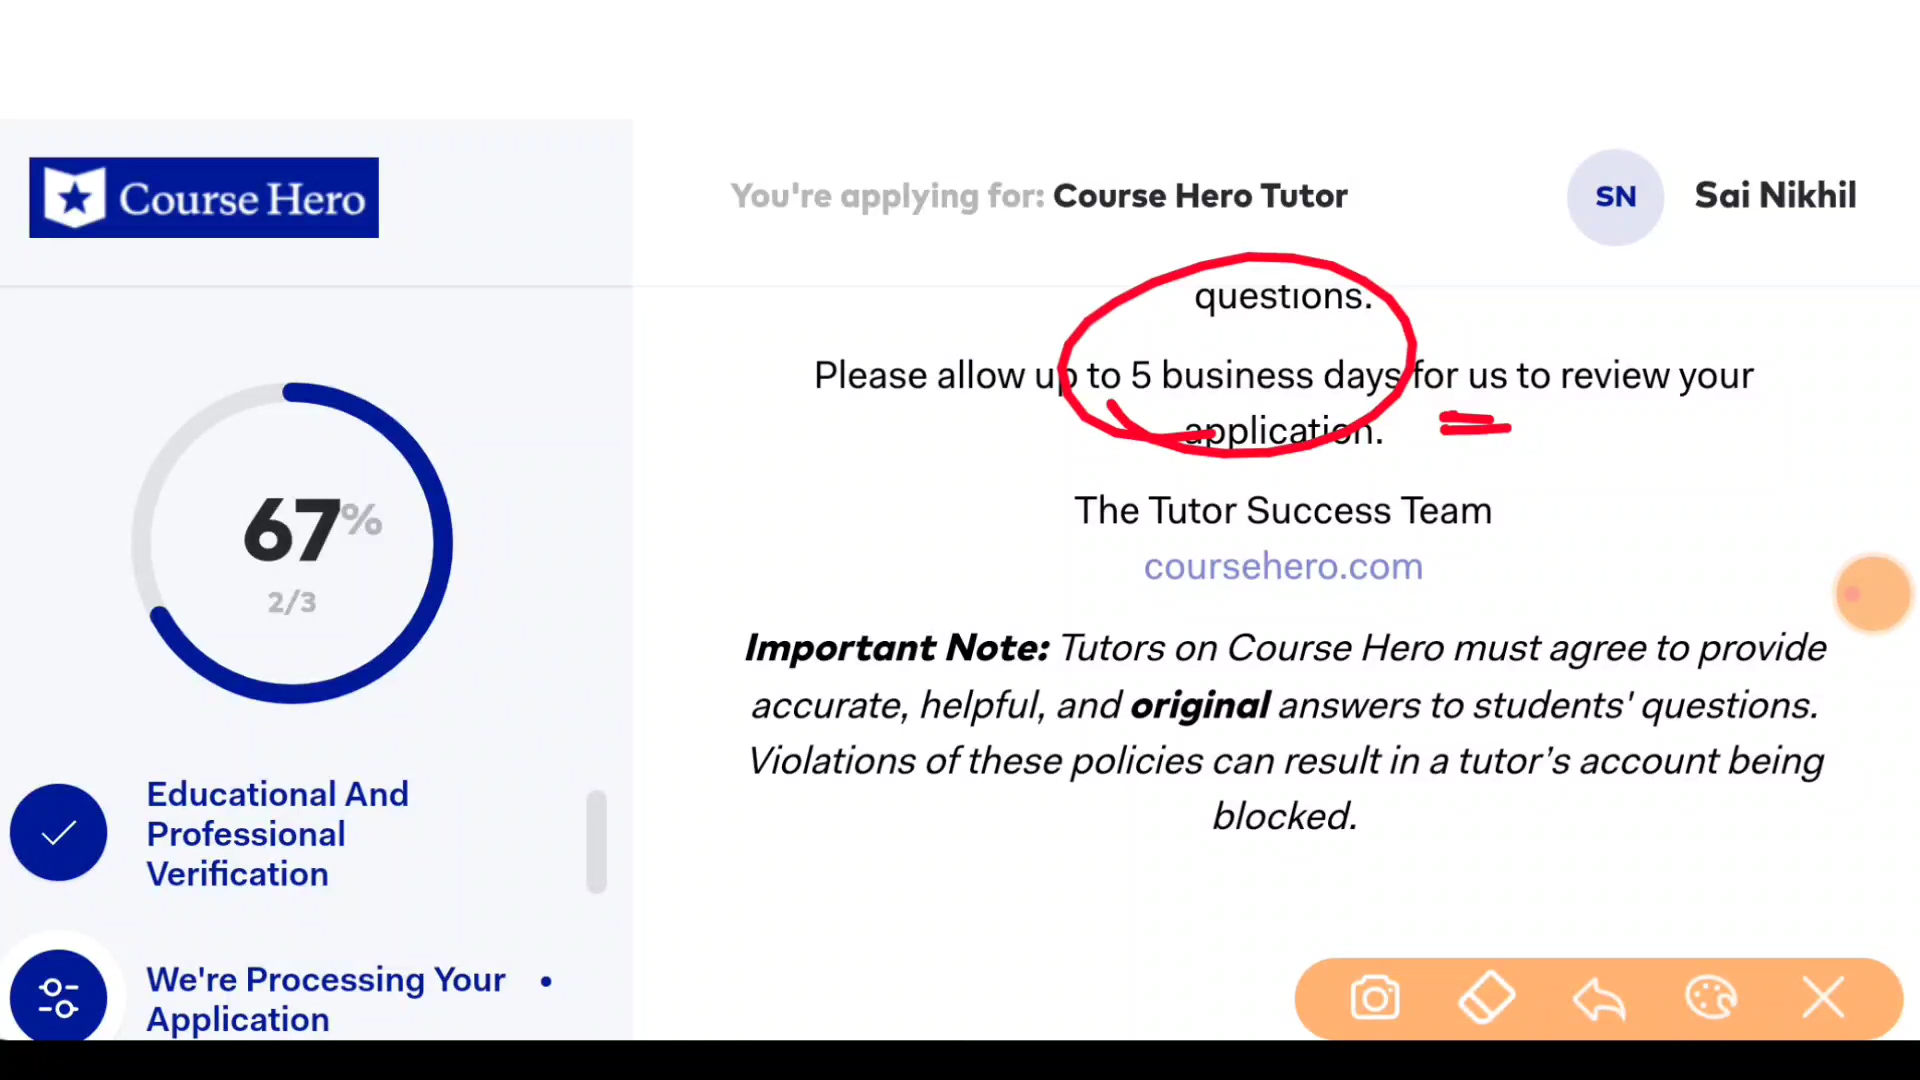 Course Hero
You're applying for: Course Hero Tutor
SN
Sai Nikhil
questions.
Please allow up to 5 business days for us to review your
application.
The Tutor Success Team
coursehero.com
Important Note: Tutors on Course Hero must agree to provide
accurate, helpful, and original answers to students' questions.
Violations of these policies can result in a tutor’s account being
blocked.
67%
2/3
Educational And
Professional
Verification
We're Processing Your
Application